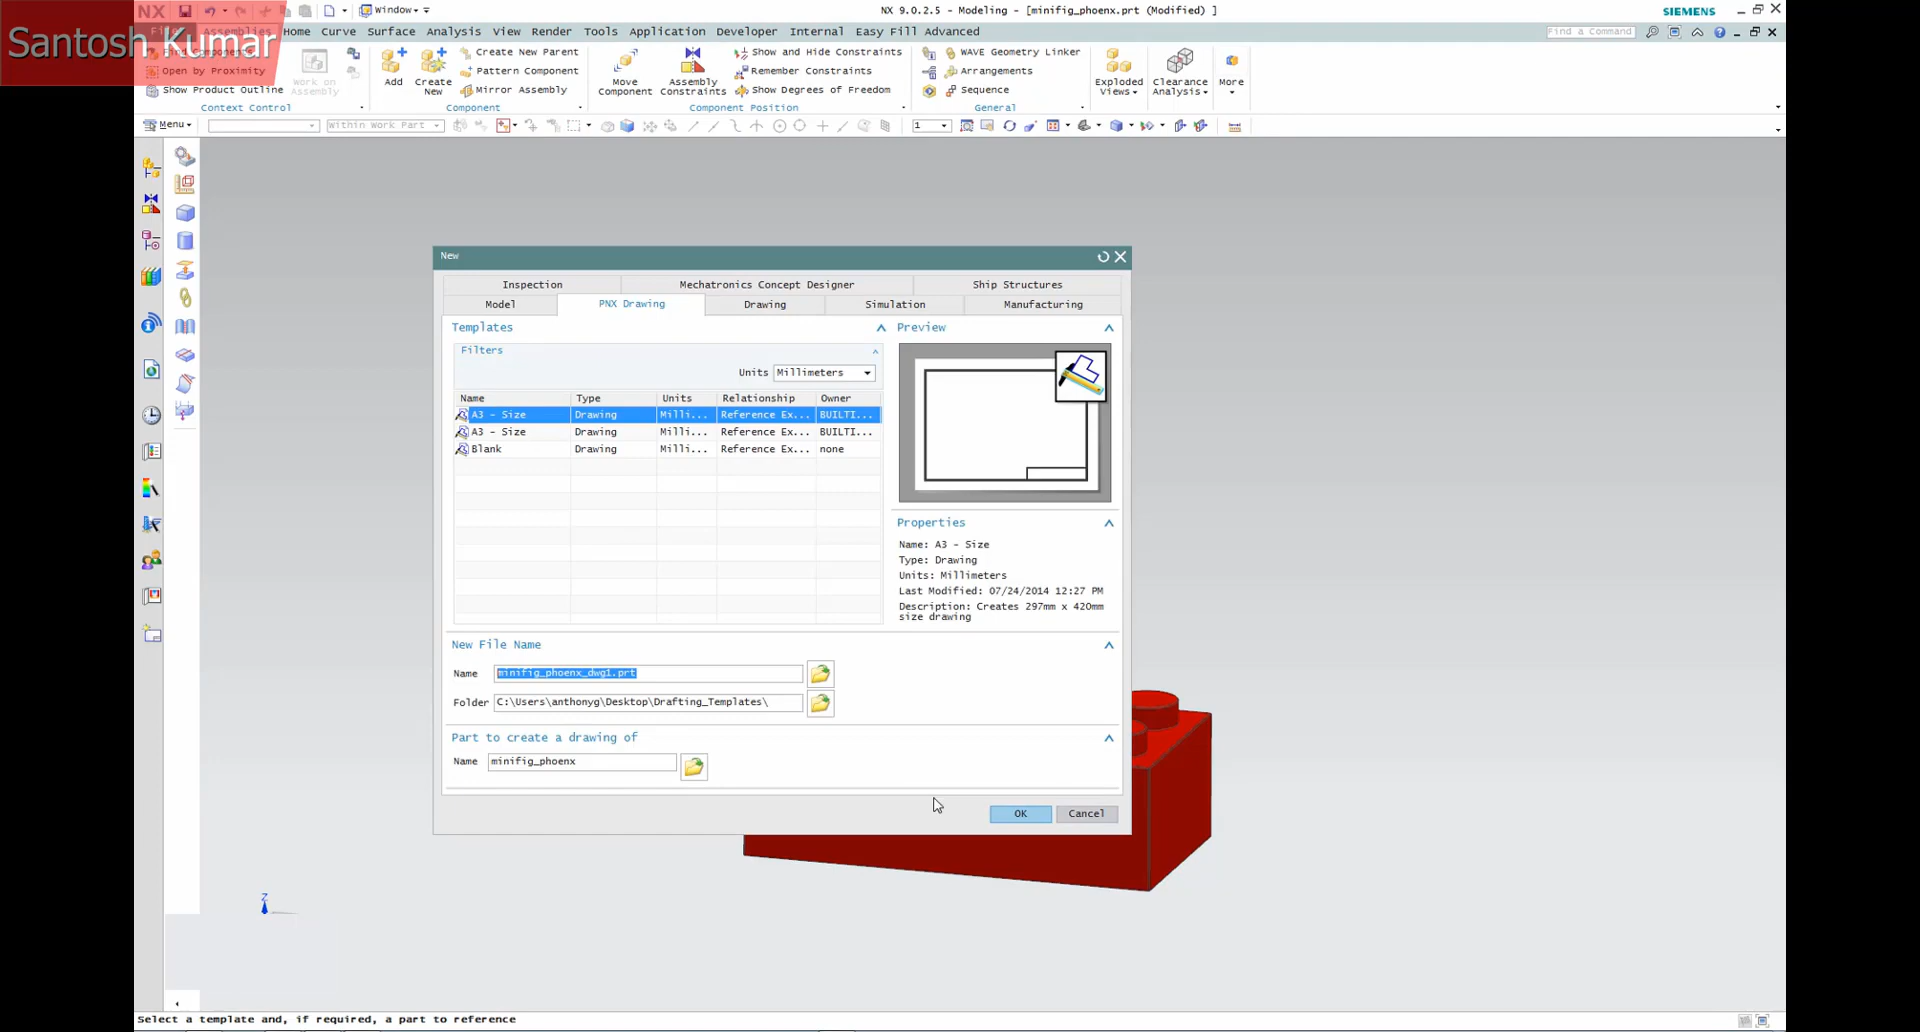 Santosh Kumar
NX
Window
NX 9.0.2.5 - Modeling - [minifig_phoenx.prt (Modified) ]
SIEMENS
Assemblies Home Curve Surface Analysis View Render Tools Application Developer Internal Easy Fill Advanced
Find a Command
Find Components
Open by Proximity
Show Product Outline
Work on Assembly
Context Control
Add
Create New
Create New Parent
Pattern Component
Mirror Assembly
Component
Move Component
Assembly Constraints
Show and Hide Constraints
Remember Constraints
Show Degrees of Freedom
Component Position
WAVE Geometry Linker
Arrangements
Sequence
General
Exploded Views
Clearance Analysis
More
Menu
Within Work Part
1
New
Inspection Mechatronics Concept Designer Ship Structures
Model PNX Drawing Drawing Simulation Manufacturing
Templates
Filters
Units Millimeters
Name Type Units Relationship Owner
A3 - Size Drawing Milli... Reference Ex... BUILTI...
A3 - Size Drawing Milli... Reference Ex... BUILTI...
Blank Drawing Milli... Reference Ex... none
Preview
Properties
Name: A3 - Size
Type: Drawing
Units: Millimeters
Last Modified: 07/24/2014 12:27 PM
Description: Creates 297mm x 420mm
size drawing
New File Name
Name minifig_phoenx_dwg1.prt
Folder C:\Users\anthonyg\Desktop\Drafting_Templates\
Part to create a drawing of
Name minifig_phoenx
OK Cancel
Z
Select a template and, if required, a part to reference